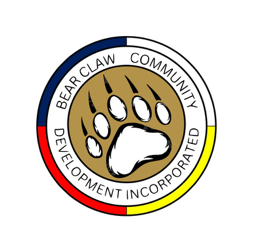 BEAR CLAW COMMUNITY
DEVELOPMENT INCORPORATED